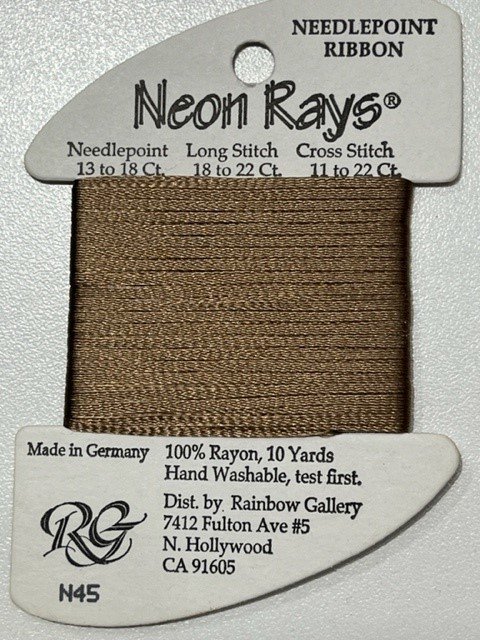 NEEDLEPOINT
RIBBON
Neon Rays®
Needlepoint Long Stitch Cross Stitch
13 to 18 Ct. 18 to 22 Ct. 11 to 22 Ct.
Made in Germany
100% Rayon, 10 Yards
Hand Washable, test first.
RG
Dist. by Rainbow Gallery
7412 Fulton Ave #5
N. Hollywood
CA 91605
N45